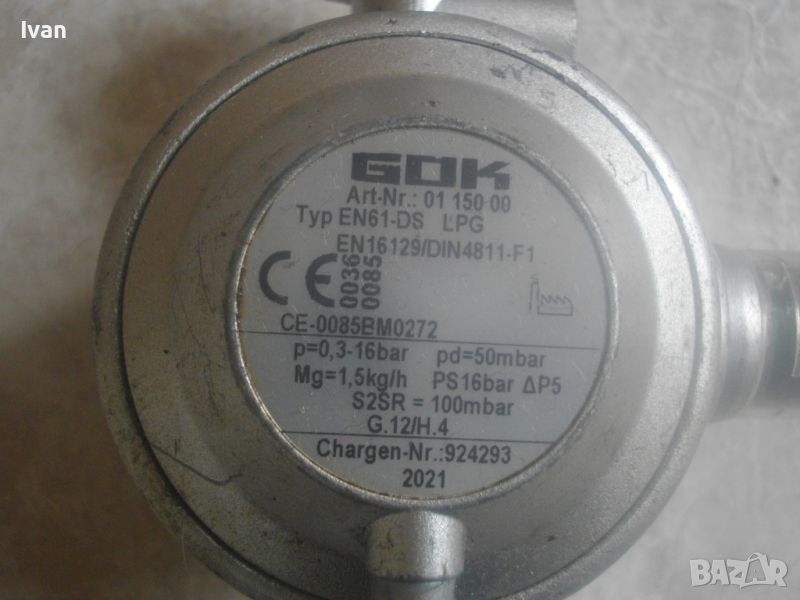 Ivan
GOK
Art-Nr.: 01 150 00
Typ EN61-DS LPG
EN16129/DIN4811-F1
CE 0036 0085
CE-0085BM0272
p=0,3-16bar pd=50mbar
Mg=1,5kg/h PS16bar ΔP5
S2SR = 100mbar
G.12/H.4
Chargen-Nr.:924293
2021
BAZAR